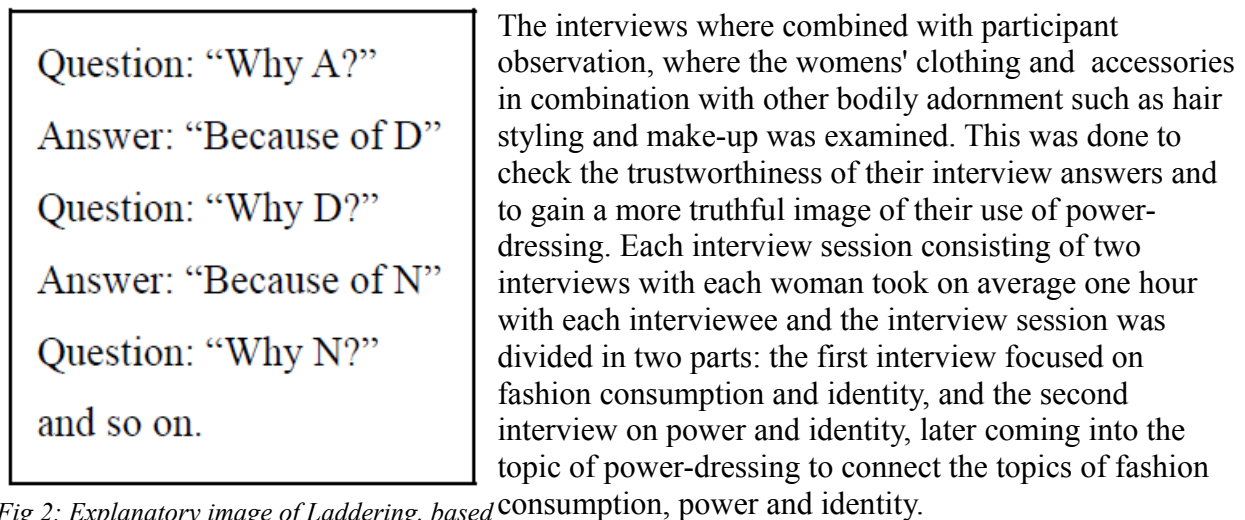 Question: “Why A?”
Answer: “Because of D”
Question: “Why D?”
Answer: “Because of N”
Question: “Why N?”
and so on.
Fig 2: Explanatory image of Laddering, based
The interviews where combined with participant
observation, where the womens' clothing and accessories
in combination with other bodily adornment such as hair
styling and make-up was examined. This was done to
check the trustworthiness of their interview answers and
to gain a more truthful image of their use of power-
dressing. Each interview session consisting of two
interviews with each woman took on average one hour
with each interviewee and the interview session was
divided in two parts: the first interview focused on
fashion consumption and identity, and the second
interview on power and identity, later coming into the
topic of power-dressing to connect the topics of fashion
consumption, power and identity.